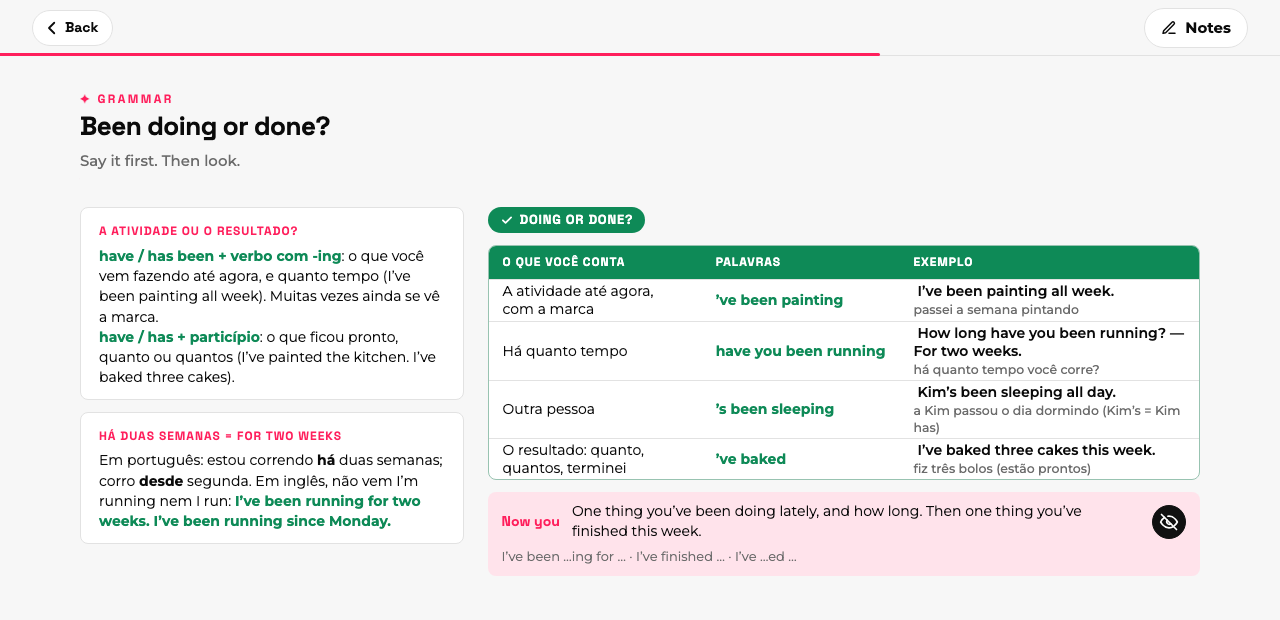 Back
Notes
GRAMMAR
Been doing or done?
Say it first. Then look.
A ATIVIDADE OU O RESULTADO?
have / has been + verbo com -ing: o que você
vem fazendo até agora, e quanto tempo (I’ve
been painting all week). Muitas vezes ainda se vê
a marca.
have / has + particípio: o que ficou pronto,
quanto ou quantos (I’ve painted the kitchen. I’ve
baked three cakes).
HÁ DUAS SEMANAS = FOR TWO WEEKS
Em português: estou correndo há duas semanas;
corro desde segunda. Em inglês, não vem I’m
running nem I run: I’ve been running for two
weeks. I’ve been running since Monday.
DOING OR DONE?
O QUE VOCÊ CONTA PALAVRAS EXEMPLO
A atividade até agora,
com a marca
’ve been painting
I’ve been painting all week.
passei a semana pintando
Há quanto tempo
have you been running
How long have you been running? —
For two weeks.
há quanto tempo você corre?
Outra pessoa
’s been sleeping
Kim’s been sleeping all day.
a Kim passou o dia dormindo (Kim’s = Kim
has)
O resultado: quanto,
quantos, terminei
’ve baked
I’ve baked three cakes this week.
fiz três bolos (estão prontos)
Now you
One thing you’ve been doing lately, and how long. Then one thing you’ve
finished this week.
I’ve been ...ing for ... · I’ve finished ... · I’ve ...ed ...